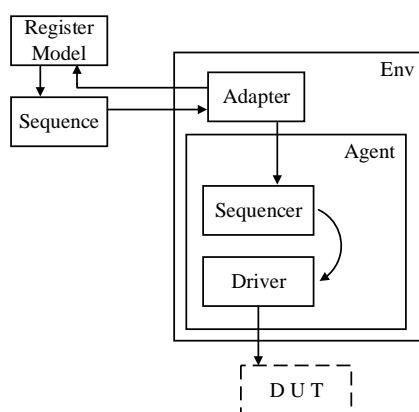 Register
Model
Env
Adapter
Sequence
Agent
Sequencer
Driver
D U T